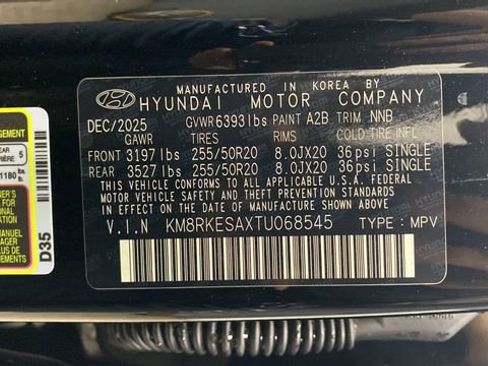 MANUFACTURED IN KOREA BY
HYUNDAI MOTOR COMPANY
DEC/2025 GVWR 6393lbs PAINT A2B TRIM NNB
GAWR TIRES RIMS COLD TIRE INFL
FRONT 3197 lbs 255/50R20 8.0JX20 36psi SINGLE
REAR 3527 lbs 255/50R20 8.0JX20 36psi SINGLE
THIS VEHICLE CONFORMS TO ALL APPLICABLE U.S.A. FEDERAL
MOTOR VEHICLE SAFETY AND THEFT PREVENTION STANDARDS
IN EFFECT ON THE DATE OF MANUFACTURE SHOWN ABOVE.
V.I.N KM8RKESAXTU068545 TYPE : MPV
D35
5
1180 lbs.